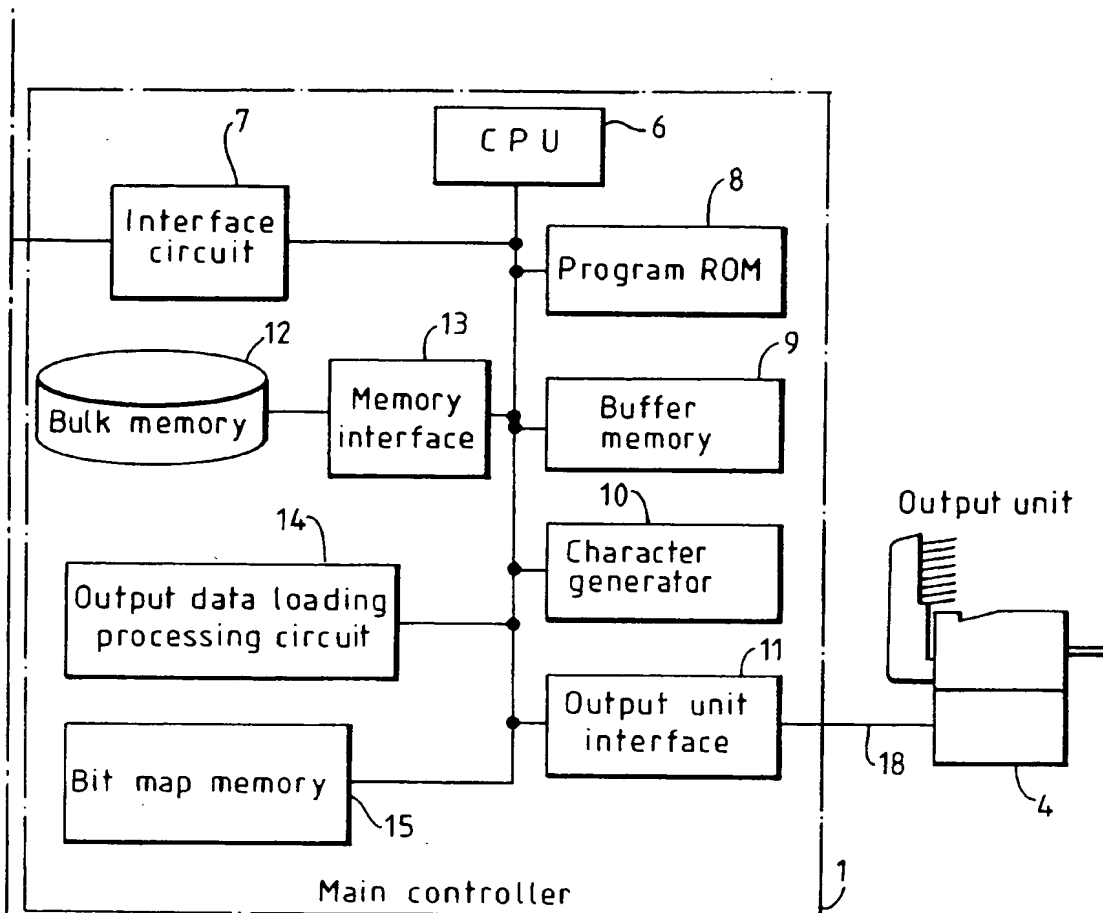 CPU
6
7
Interface
circuit
8
Program ROM
12
Bulk memory
13
Memory
interface
9
Buffer
memory
10
Character
generator
Output unit
14
Output data loading
processing circuit
11
Output unit
interface
18
4
Bit map memory
15
Main controller
1